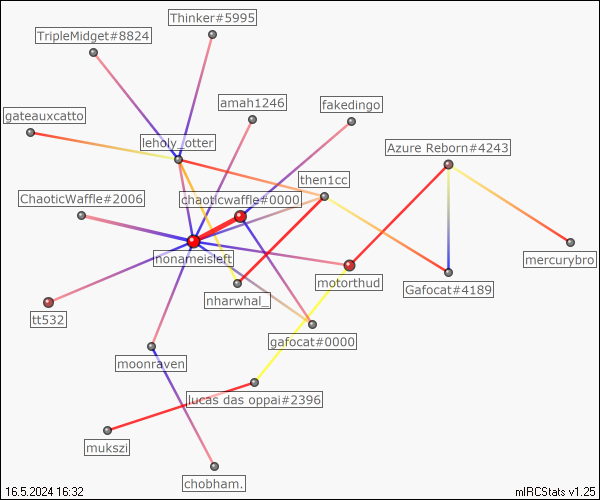 Thinker#5995
TripleMidget#8824
amah1246
fakedingo
gateauxcatto
leholy_otter
Azure Reborn#4243
then1cc
ChaoticWaffle#2006
chaoticwaffle#0000
nonameisleft
mercurybro
motorthud
Gafocat#4189
nharwhal_
tt532
gafocat#0000
moonraven
lucas das oppai#2396
mukszi
chobham.
16.5.2024 16:32
mIRCStats v1.25